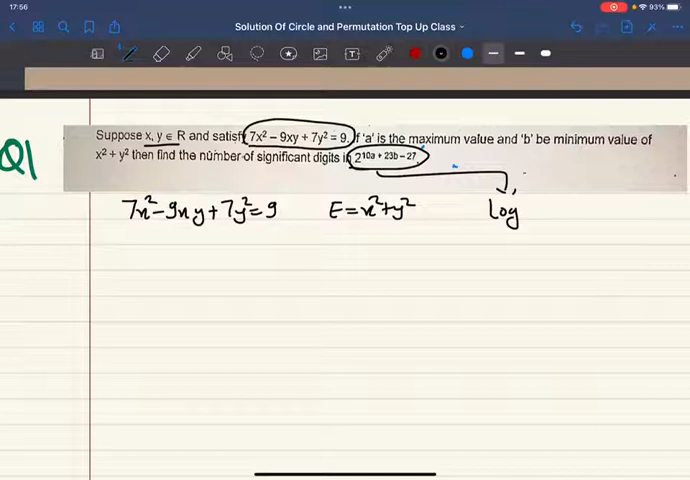 17:56
93%
Solution Of Circle and Permutation Top Up Class
Q1
Suppose x, y ∈ R and satisfy 7x² – 9xy + 7y² = 9. If 'a' is the maximum value and 'b' be minimum value of
x² + y² then find the number of significant digits in 2^{10a + 23b – 27}.
7x² – 9xy + 7y² = 9 E = x² + y² log